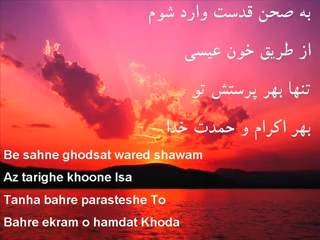 به صحن قدست وارد شوم
از طریق خون عیسی
تنها بهر پرستش تو
بهر اکرام و حمدت خدا
Be sahne ghodsat wared shawam
Az tarighe khoone Isa
Tanha bahre parasteshe To
Bahre ekram o hamdat Khoda